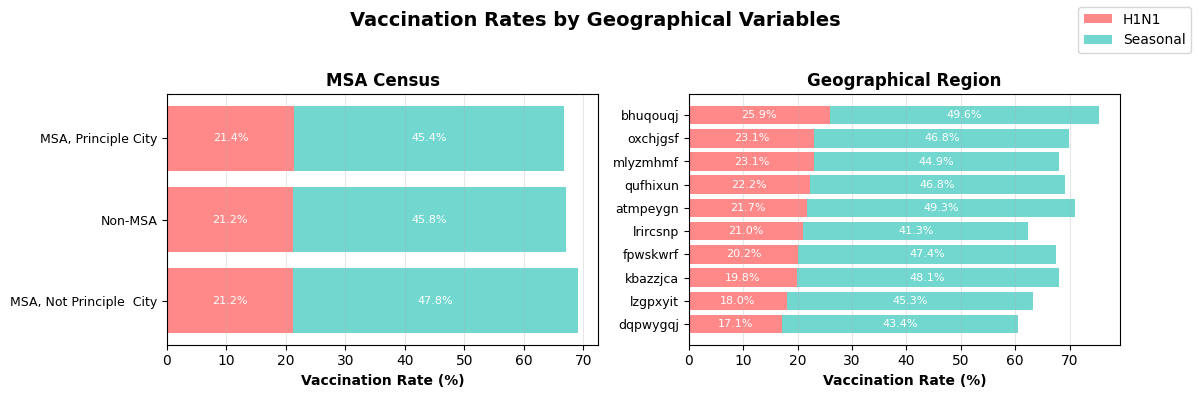 Vaccination Rates by Geographical Variables
H1N1
Seasonal
MSA Census
MSA, Principle City
21.4%
45.4%
Non-MSA
21.2%
45.8%
MSA, Not Principle  City
21.2%
47.8%
0 10 20 30 40 50 60 70
Vaccination Rate (%)
Geographical Region
bhuqouqj 25.9% 49.6%
oxchjgsf 23.1% 46.8%
mlyzmhmf 23.1% 44.9%
qufhixun 22.2% 46.8%
atmpeygn 21.7% 49.3%
lrircsnp 21.0% 41.3%
fpwskwrf 20.2% 47.4%
kbazzjca 19.8% 48.1%
lzgpxyit 18.0% 45.3%
dqpwygqj 17.1% 43.4%
0 10 20 30 40 50 60 70
Vaccination Rate (%)